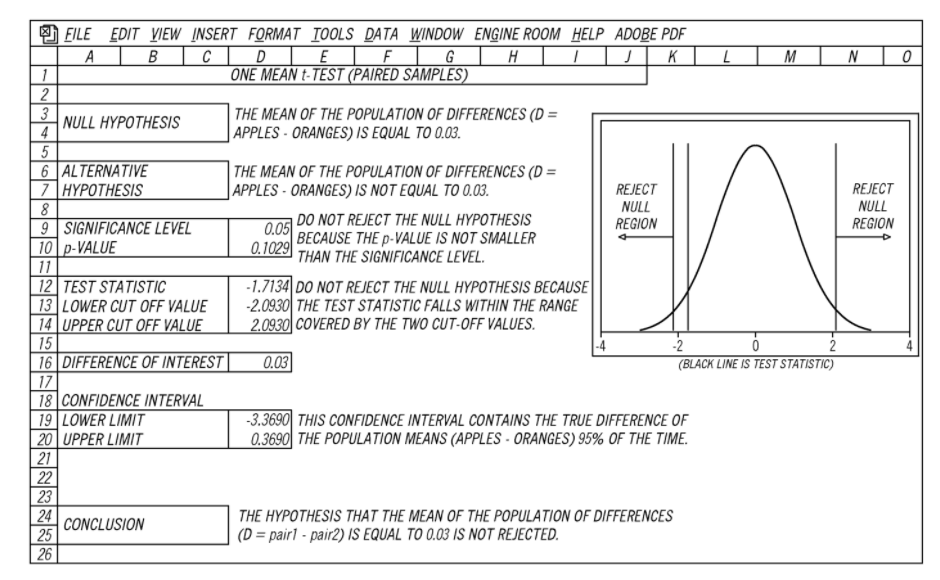 FILE EDIT VIEW INSERT FORMAT TOOLS DATA WINDOW ENGINE ROOM HELP ADOBE PDF
A B C D E F G H I J K L M N O
1 ONE MEAN t-TEST (PAIRED SAMPLES)
2
3 THE MEAN OF THE POPULATION OF DIFFERENCES (D =
NULL HYPOTHESIS
4 APPLES - ORANGES) IS EQUAL TO 0.03.
5
6 ALTERNATIVE THE MEAN OF THE POPULATION OF DIFFERENCES (D =
7 HYPOTHESIS APPLES - ORANGES) IS NOT EQUAL TO 0.03.
8
DO NOT REJECT THE NULL HYPOTHESIS
9 SIGNIFICANCE LEVEL 0.05
BECAUSE THE p-VALUE IS NOT SMALLER
10 p-VALUE 0.1029
THAN THE SIGNIFICANCE LEVEL.
11
12 TEST STATISTIC -1.7134 DO NOT REJECT THE NULL HYPOTHESIS BECAUSE
13 LOWER CUT OFF VALUE -2.0930 THE TEST STATISTIC FALLS WITHIN THE RANGE
14 UPPER CUT OFF VALUE 2.0930 COVERED BY THE TWO CUT-OFF VALUES.
15
16 DIFFERENCE OF INTEREST 0.03
17
18 CONFIDENCE INTERVAL
19 LOWER LIMIT -3.3690 THIS CONFIDENCE INTERVAL CONTAINS THE TRUE DIFFERENCE OF
20 UPPER LIMIT 0.3690 THE POPULATION MEANS (APPLES - ORANGES) 95% OF THE TIME.
21
22
23
24 THE HYPOTHESIS THAT THE MEAN OF THE POPULATION OF DIFFERENCES
CONCLUSION
25 (D = pair1 - pair2) IS EQUAL TO 0.03 IS NOT REJECTED.
26
REJECT
NULL
REGION
REJECT
NULL
REGION
-4 -2 0 2 4
(BLACK LINE IS TEST STATISTIC)